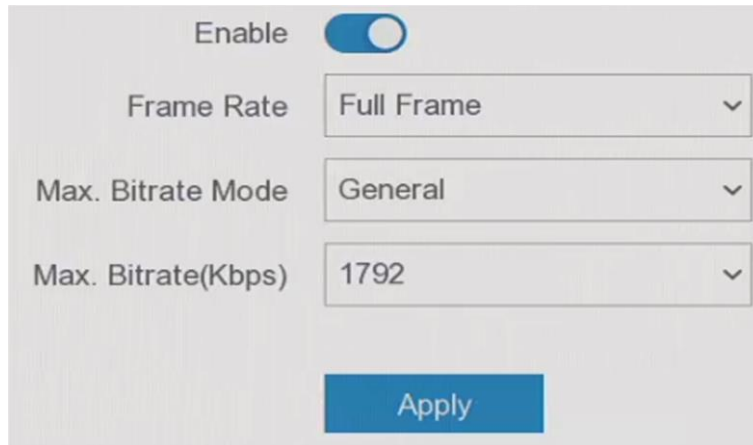 Enable
Frame Rate Full Frame
Max. Bitrate Mode General
Max. Bitrate(Kbps) 1792
Apply